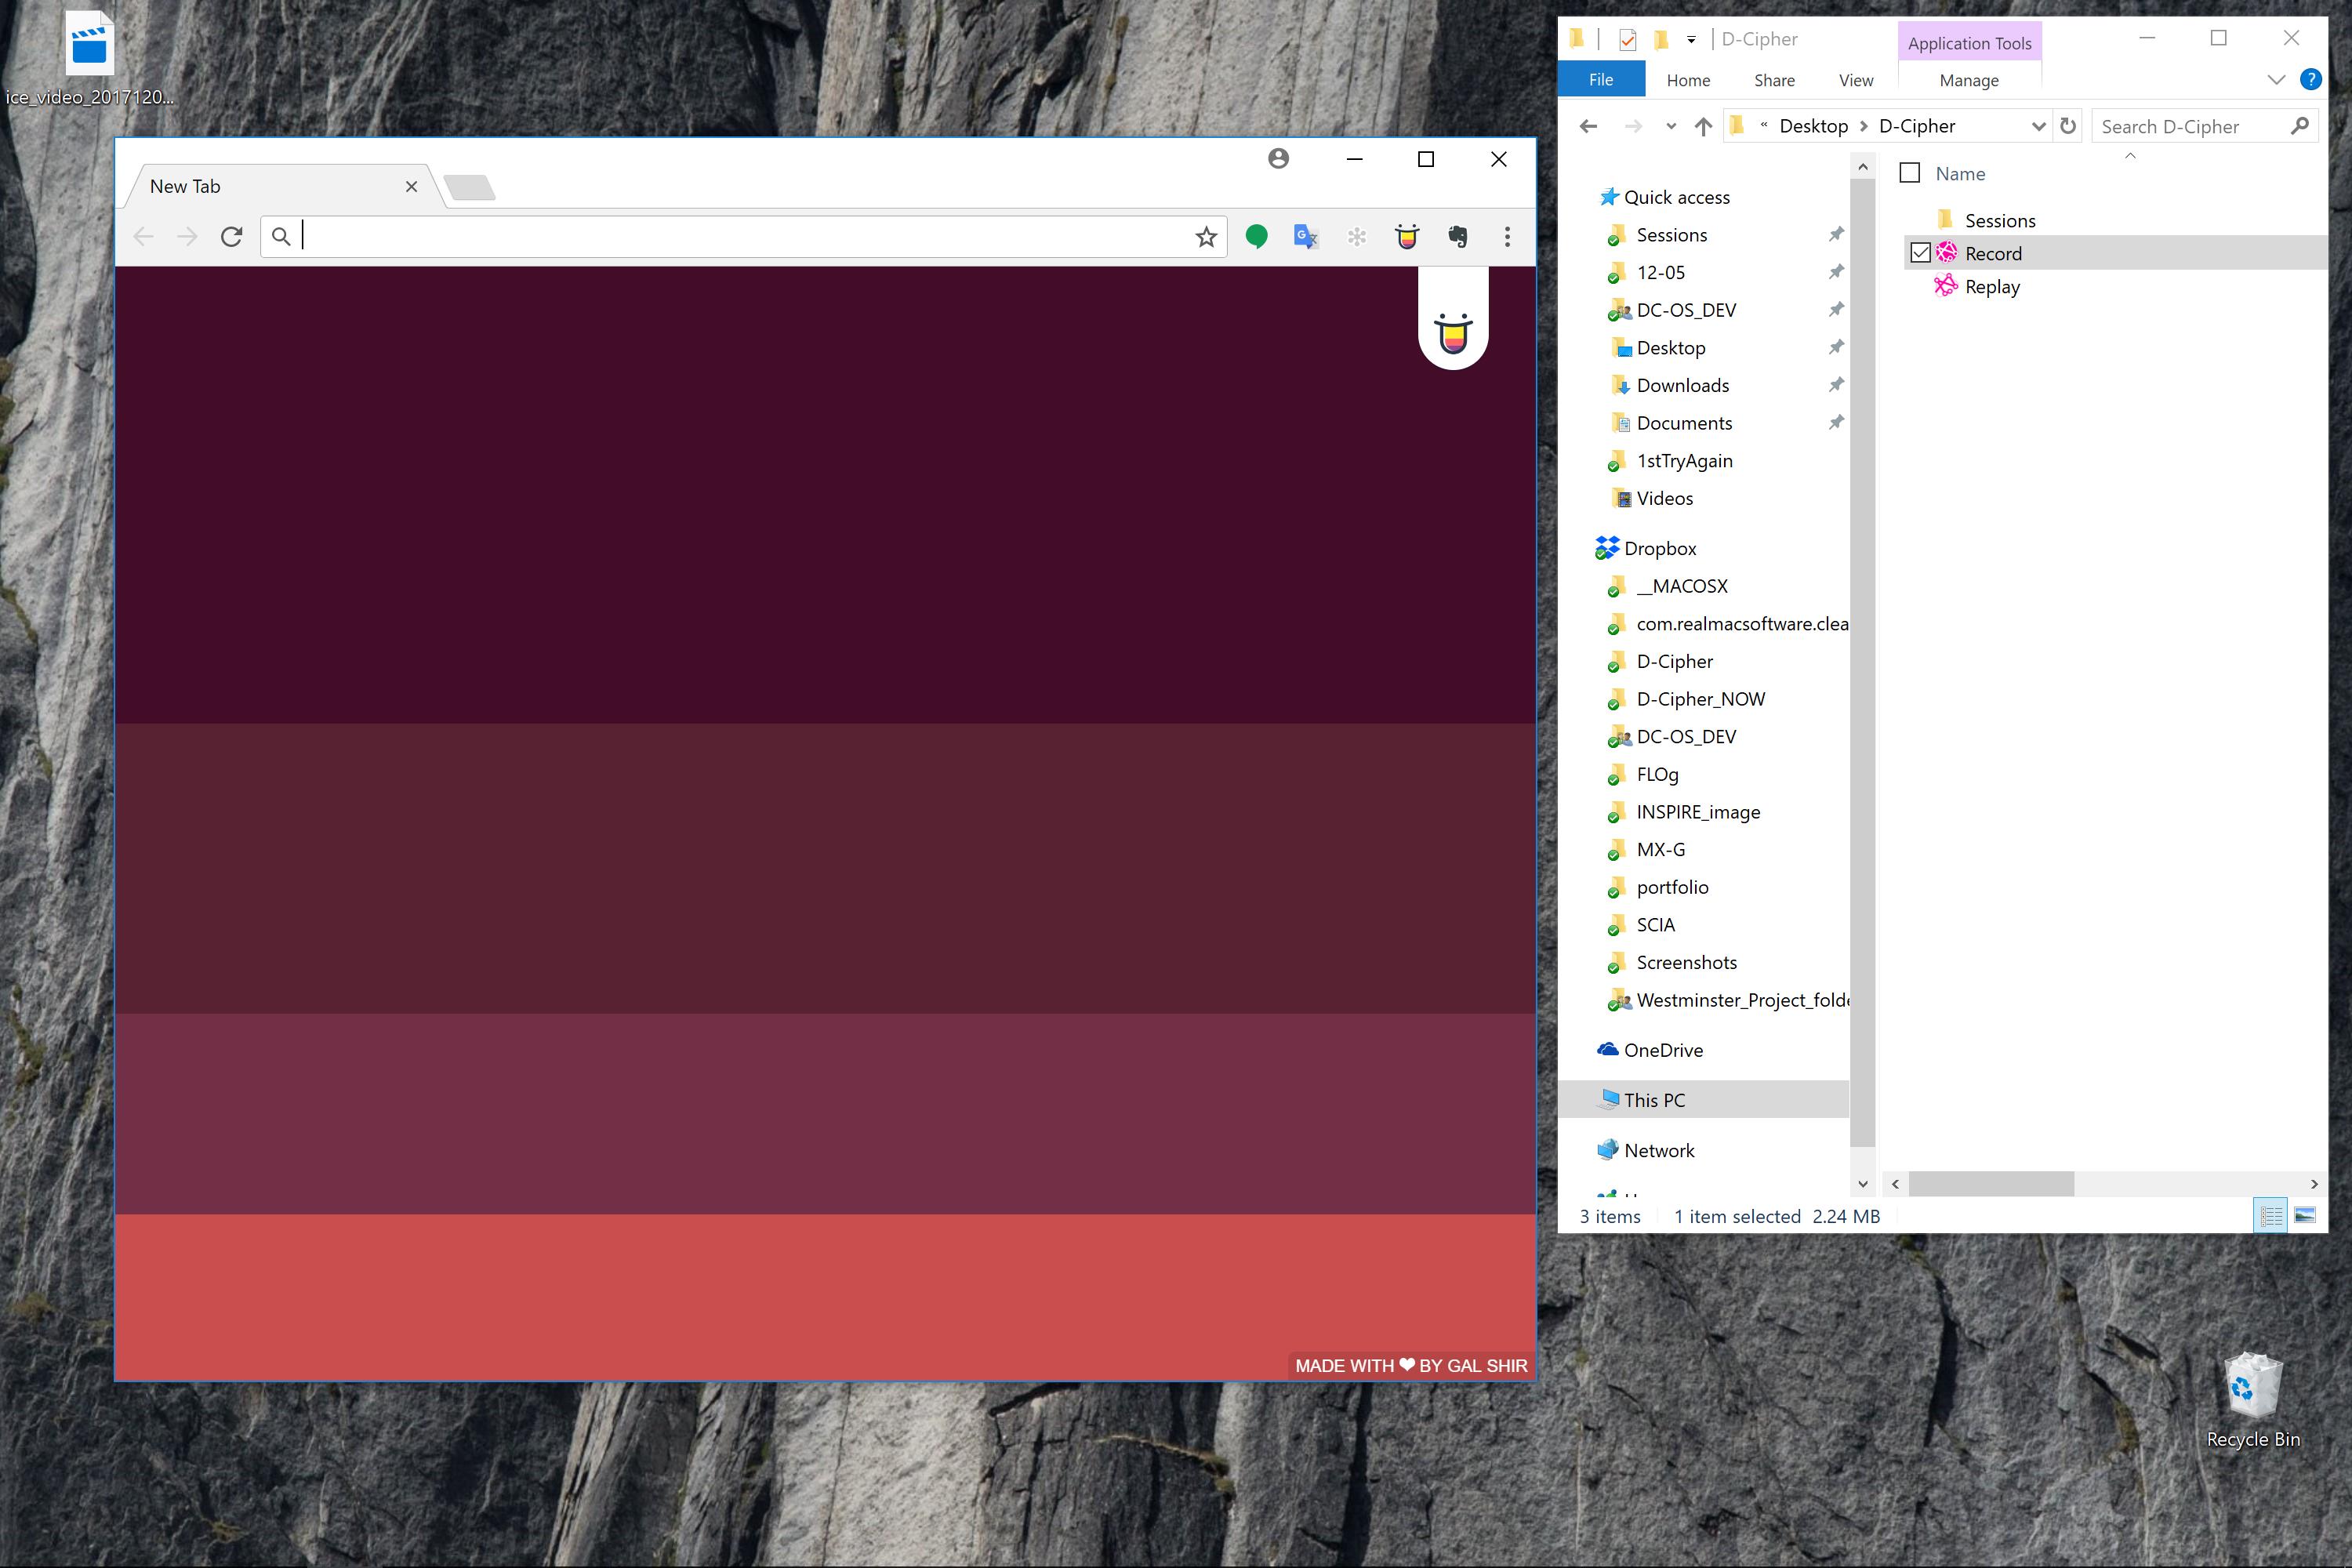 ice_video_2017120...
New Tab
MADE WITH ❤ BY GAL SHIR
D-Cipher
Application Tools
File
Home
Share
View
Manage
« Desktop > D-Cipher
Search D-Cipher
Quick access
Sessions
12-05
DC-OS_DEV
Desktop
Downloads
Documents
1stTryAgain
Videos
Dropbox
__MACOSX
com.realmacsoftware.clea
D-Cipher
D-Cipher_NOW
DC-OS_DEV
FLOg
INSPIRE_image
MX-G
portfolio
SCIA
Screenshots
Westminster_Project_folde
OneDrive
This PC
Network
Name
Sessions
Record
Replay
3 items
1 item selected 2.24 MB
Recycle Bin